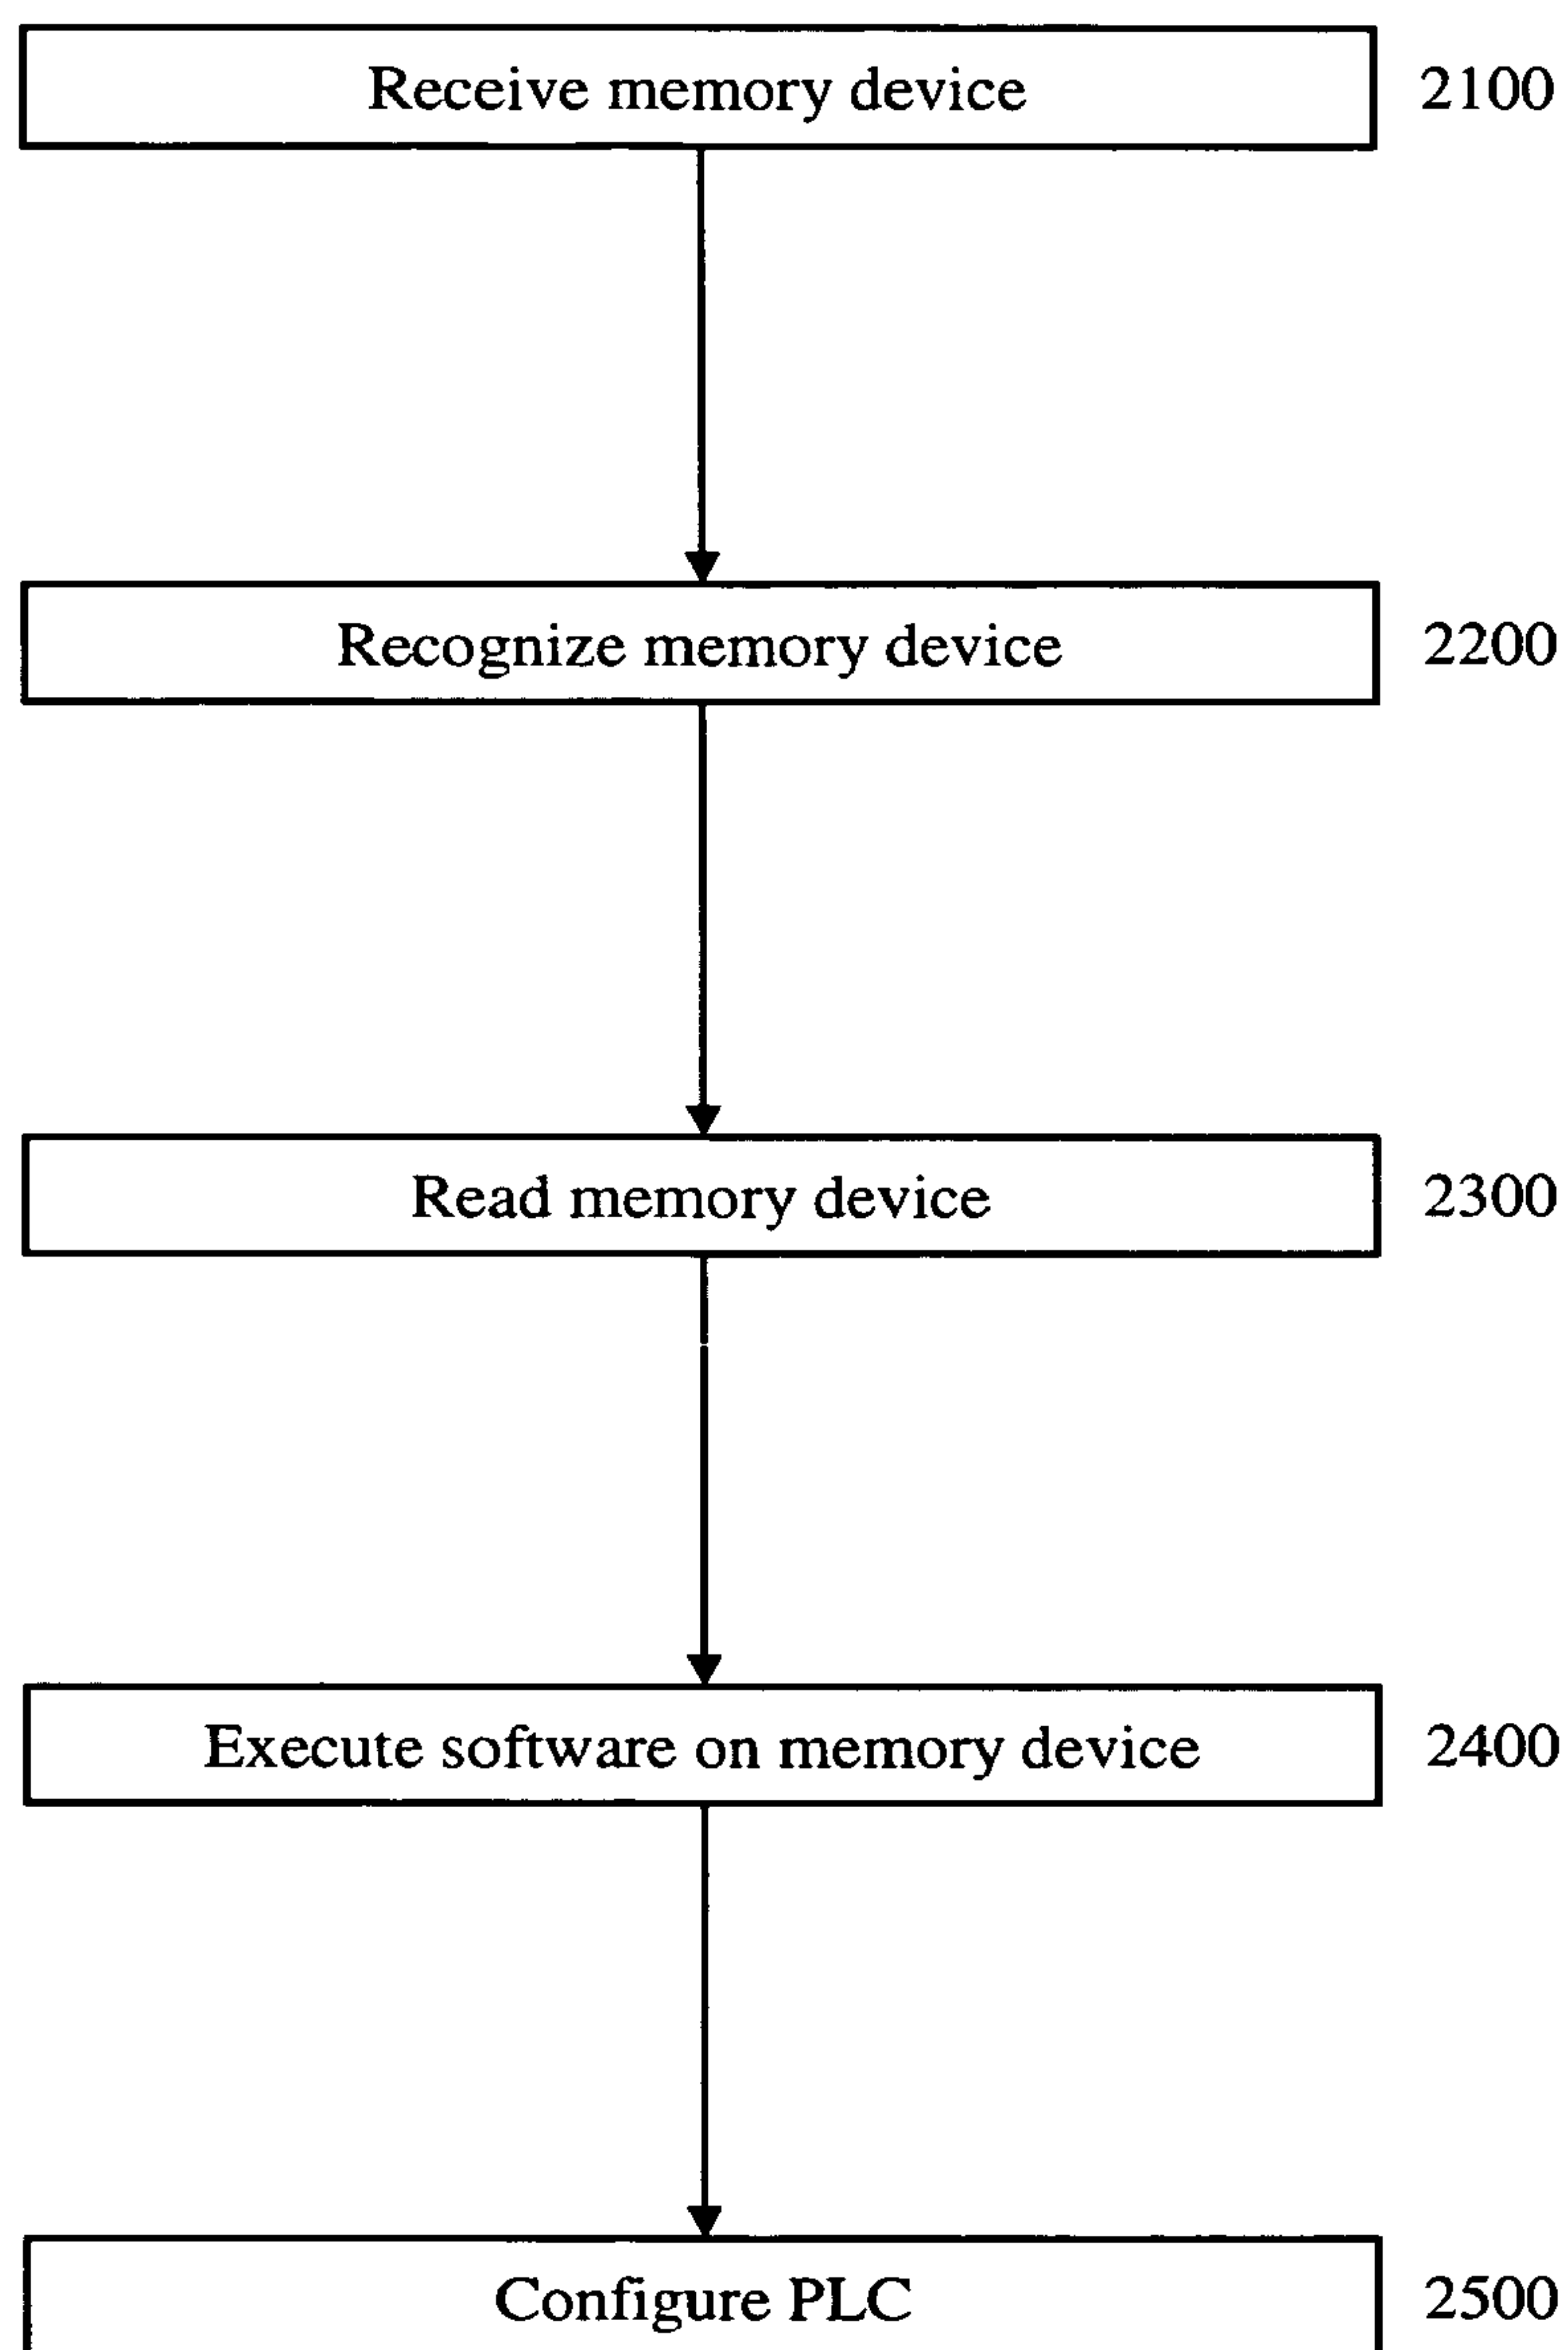 Receive memory device 2100
Recognize memory device 2200
Read memory device 2300
Execute software on memory device 2400
Configure PLC 2500